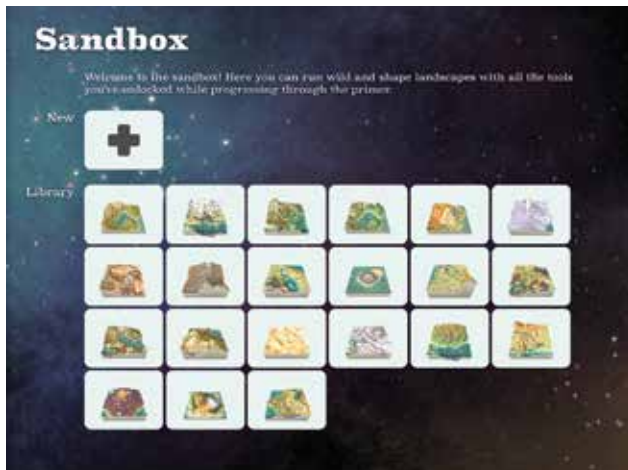 Sandbox
Welcome to the sandbox! Here you can run wild and shape landscapes with all the tools
you've unlocked while progressing through the primer.
New
Library